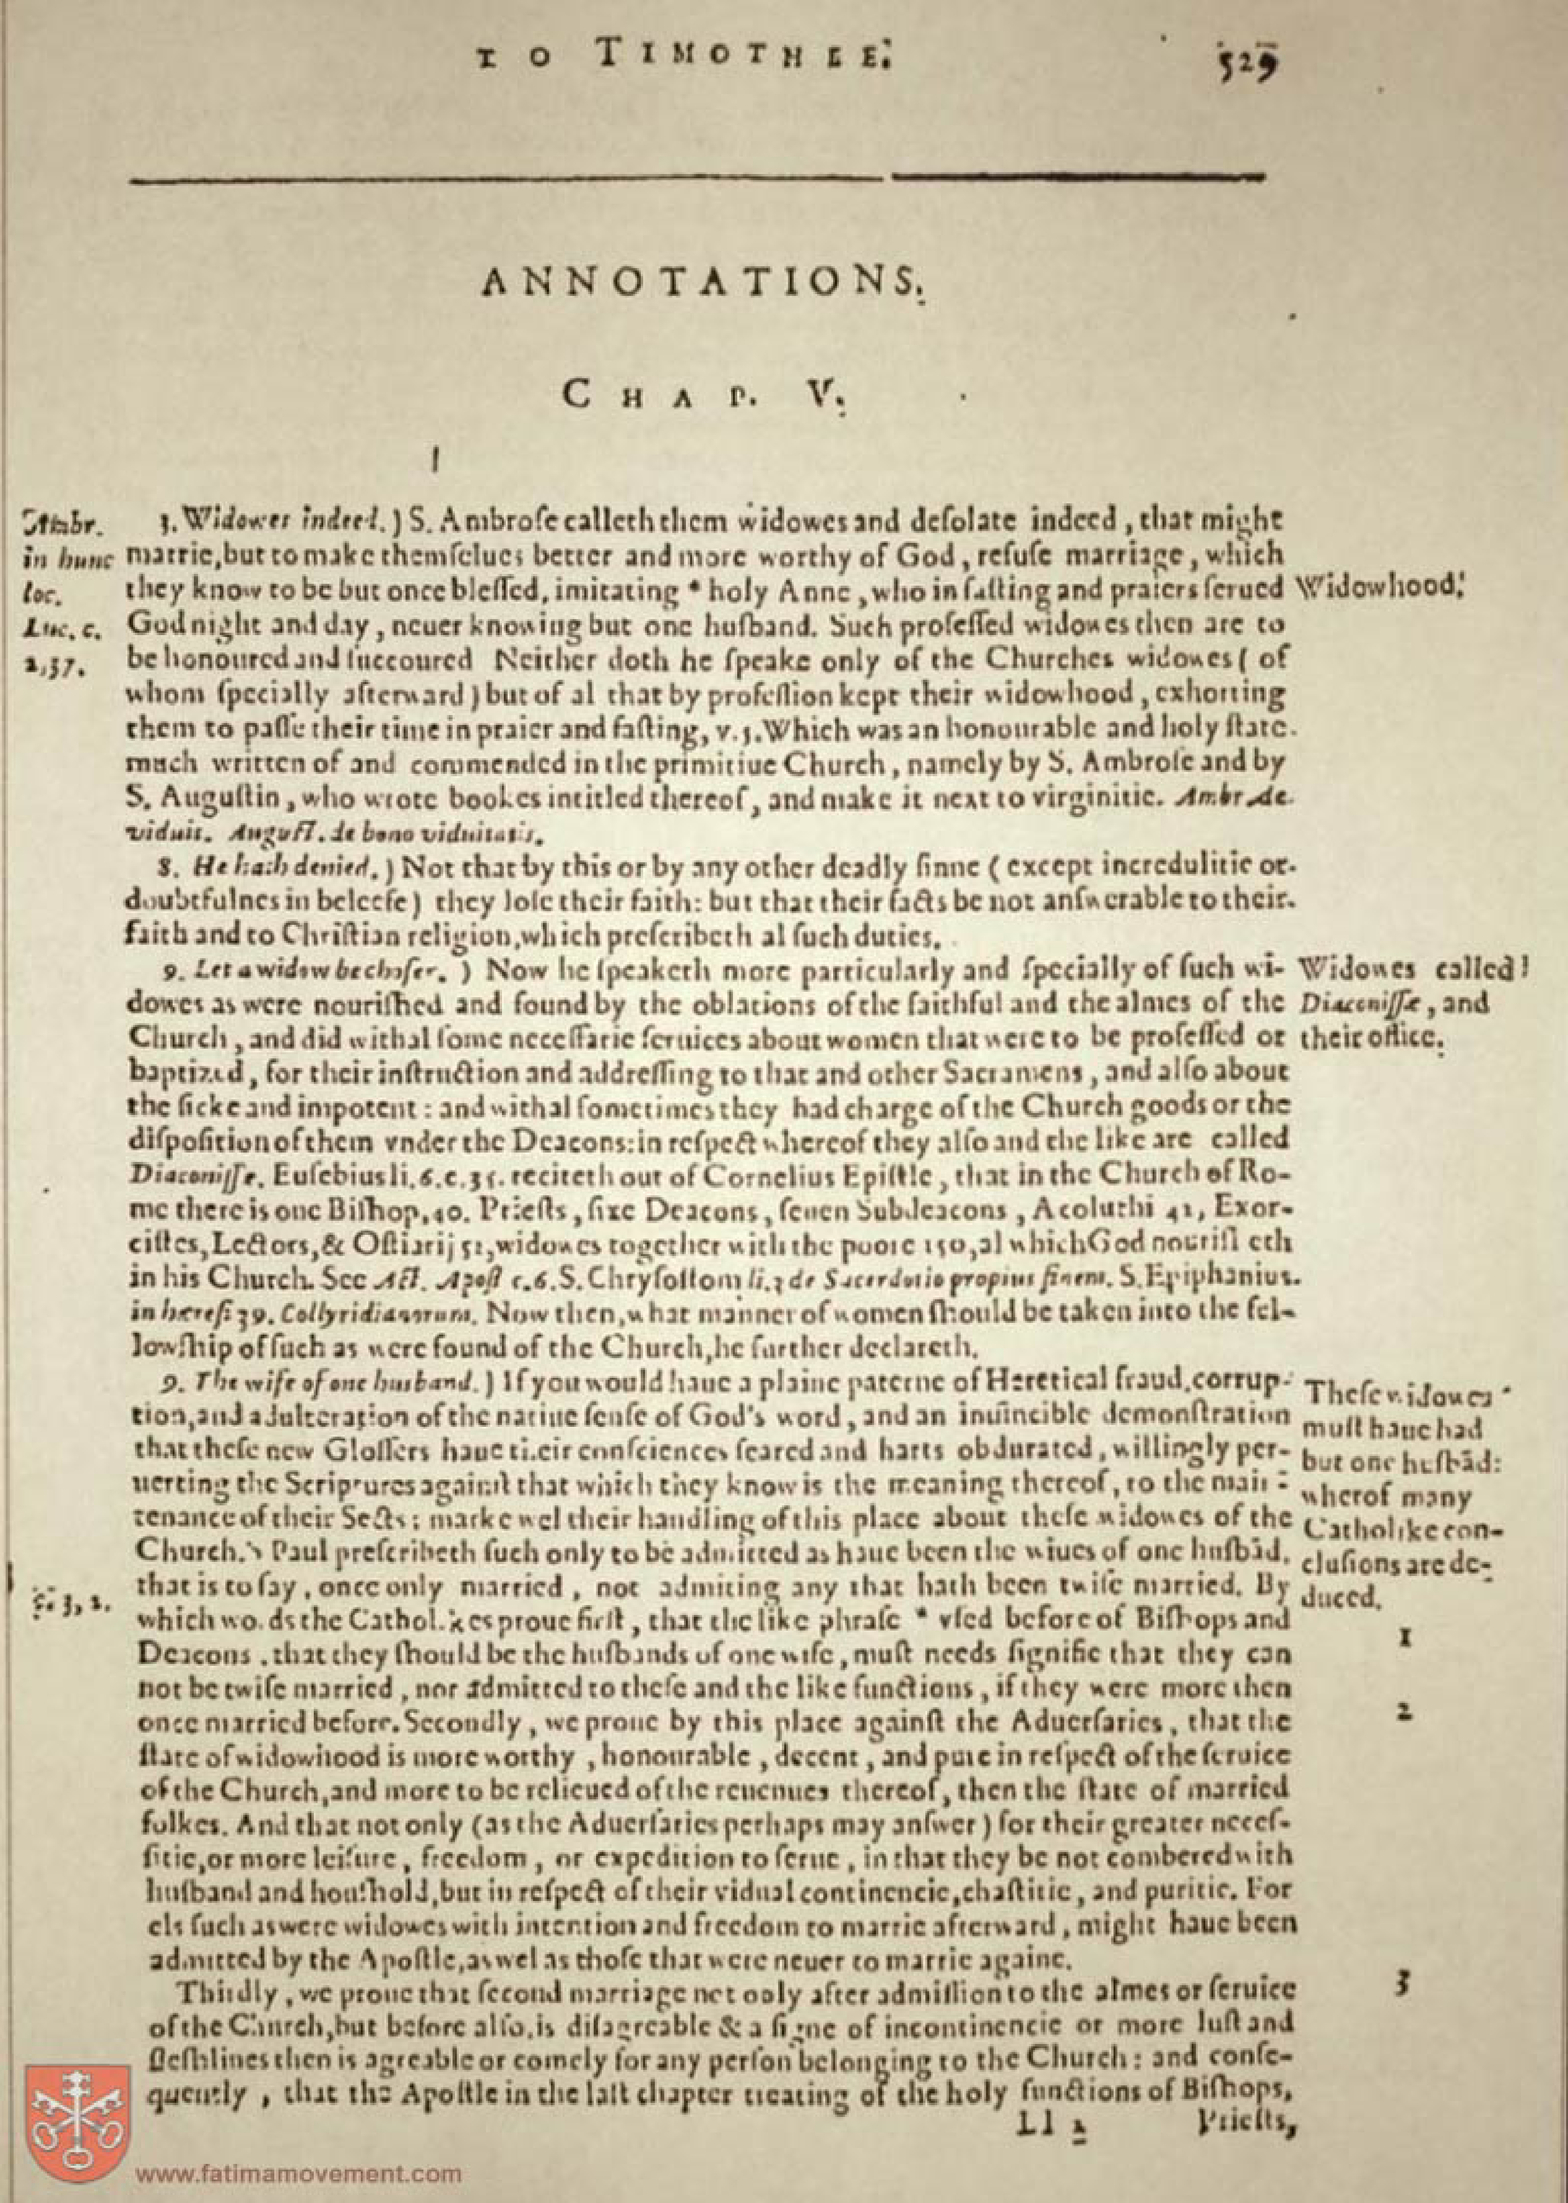 TO TIMOTHEE.
529
ANNOTATIONS.
CHAP. V.
Ambr.
in hunc
loc.
Luc. c.
2,37.
3. Widowes indeed.) S. Ambrose calleth them widowes and desolate indeed, that might
marrie, but to make themselues better and more worthy of God, refuse marriage, which
they know to be but once blessed, imitating * holy Anne, who in fasting and praiers serued
God night and day, neuer knowing but one husband. Such professed widowes then are to
be honoured and succoured Neither doth he speake only of the Churches widowes (of
whom specially afterward) but of al that by profession kept their widowhood, exhorting
them to passe their time in praier and fasting, v. 5. Which was an honourable and holy state.
much written of and commended in the primitiue Church, namely by S. Ambrose and by
S. Augustin, who wrote bookes intitled thereof, and make it next to virginitie. Ambr. de
viduis. August. de bono viduitatis.
Widowhood.
8. He hath denied.) Not that by this or by any other deadly sinne (except incredulitie or
doubtfulnes in beleefe) they lose their faith: but that their facts be not answerable to their
faith and to Christian religion, which prescribeth al such duties.
9. Let a widow be chosen.) Now he speaketh more particularly and specially of such wi-
dowes as were nourished and found by the oblations of the faithful and the almes of the
Church, and did withal some necessarie seruices about women that were to be professed or
baptized, for their instruction and addressing to that and other Sacramens, and also about
the sicke and impotent: and withal sometimes they had charge of the Church goods or the
disposition of them vnder the Deacons: in respect whereof they also and the like are called
Diaconisse. Eusebius li. 6. c. 35. reciteth out of Cornelius Epistle, that in the Church of Ro-
me there is one Bishop, 40. Priests, sixe Deacons, seuen Subdeacons, Acoluthi 42, Exor-
cistes, Lectors, & Ostiarij 52, widowes together with the poore 150, al which God nourisheth
in his Church. See Act. Apost c. 6. S. Chrysostom li. 3 de Sacerdotio propius finem. S. Epiphanius.
in hæresi 79. Collyridianorum. Now then, what manner of women should be taken into the fel-
lowship of such as were found of the Church, he further declareth.
Widowes called
Diaconissæ, and
their office.
9. The wife of one husband.) If you would haue a plaine paterne of Heretical fraud, corrup-
tion, and adulteration of the natiue sense of God's word, and an inuincible demonstration
that these new Glossers haue their consciences seared and harts obdurated, willingly per-
uerting the Scriptures against that which they know is the meaning thereof, to the main-
tenance of their Sects; marke wel their handling of this place about these widowes of the
Church. S Paul prescribeth such only to be admitted as haue been the wiues of one husbād,
that is to say, once only married, not admiting any that hath been twise married. By
which words the Catholikes proue first, that the like phrase * vsed before of Bishops and
Deacons, that they should be the husbands of one wife, must needs signifie that they can
not be twise married, nor admitted to these and the like functions, if they were more then
once married before. Secondly, we proue by this place against the Aduersaries, that the
state of widowhood is more worthy, honourable, decent, and pure in respect of the seruice
of the Church, and more to be relieued of the reuenues thereof, then the state of married
folkes. And that not only (as the Aduersaries perhaps may answer) for their greater neces-
sitie, or more leisure, freedom, or expedition to serue, in that they be not combered with
husband and houshold, but in respect of their vidual continencie, chastitie, and puritie. For
els such as were widowes with intention and freedom to marrie afterward, might haue been
admitted by the Apostle, as wel as those that were neuer to marrie againe.
These widowes
must haue had
but one husbād:
wherof many
Catholike con-
clusions are de-
duced.
c. 3, 2.
1
2
3
Thirdly, we proue that second marriage not only after admission to the almes or seruice
of the Church, but before also, is disagreable & a signe of incontinencie or more lust and
fleshlines then is agreable or comely for any person belonging to the Church: and conse-
quently, that the Apostle in the last chapter treating of the holy functions of Bishops,
Ll 2
Priests,
www.fatimamovement.com